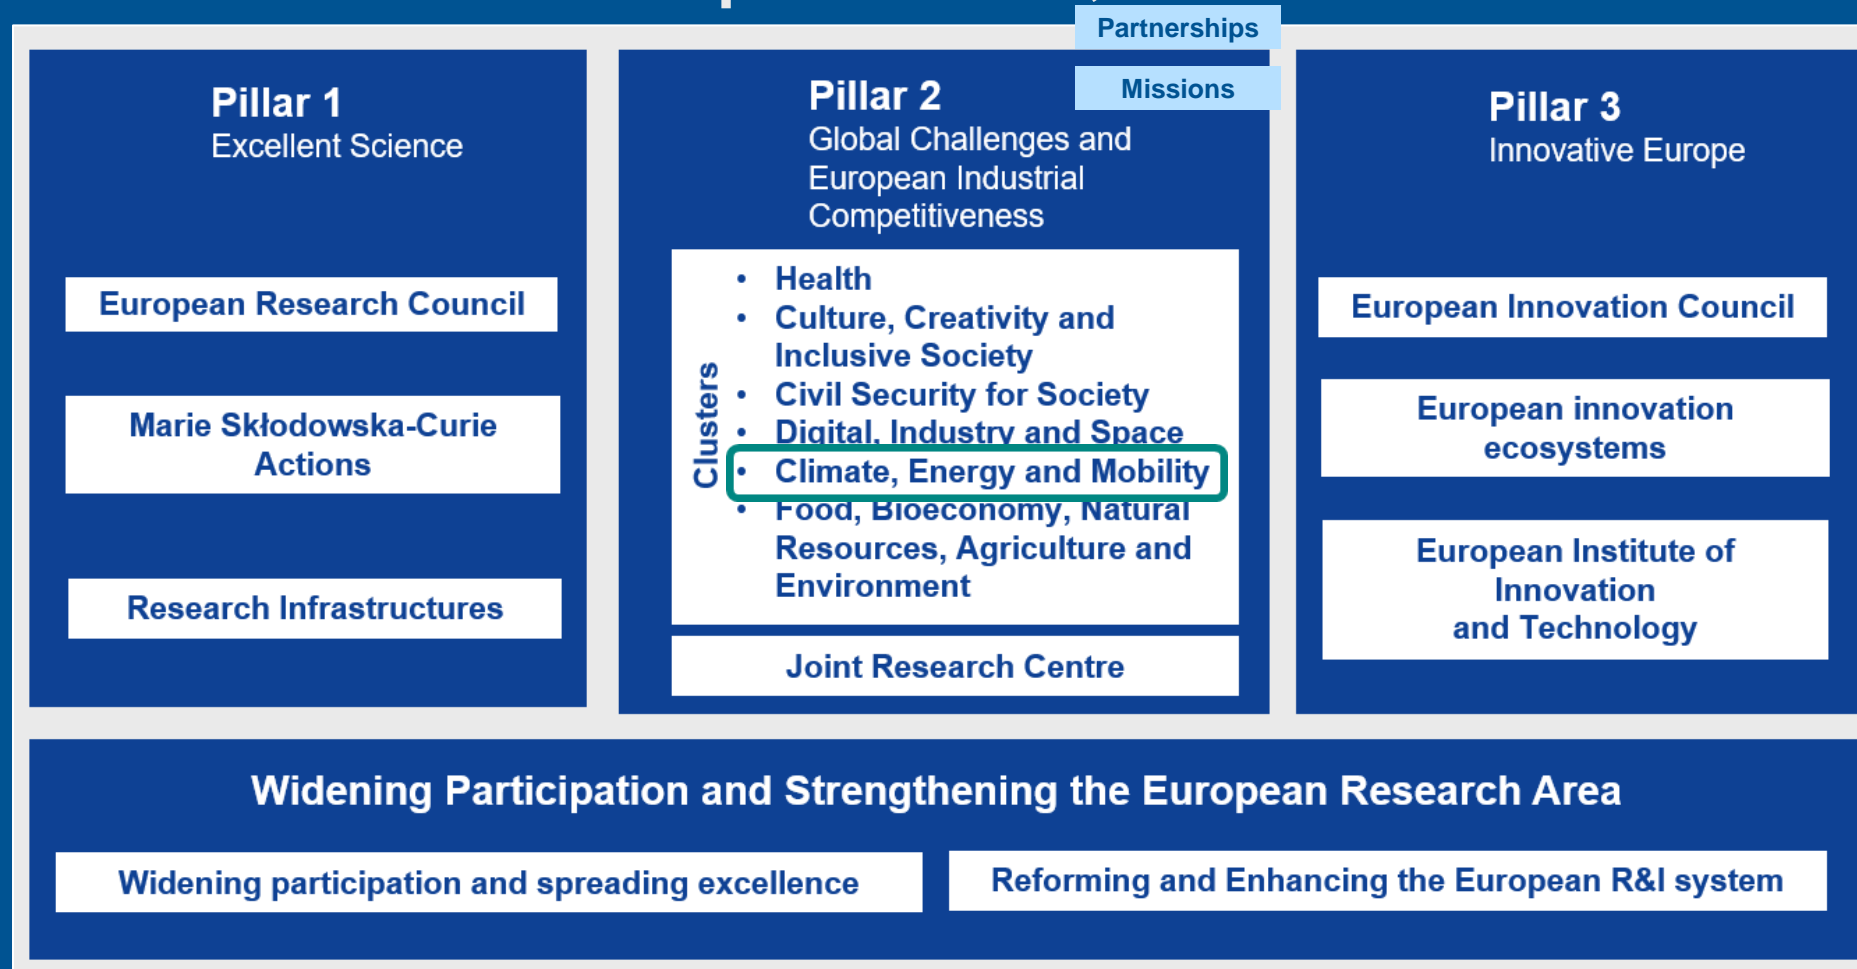 Partnerships
Missions
Pillar 1
Excellent Science
European Research Council
Marie Skłodowska-Curie
Actions
Research Infrastructures
Pillar 2
Global Challenges and
European Industrial
Competitiveness
Clusters
• Health
• Culture, Creativity and
Inclusive Society
• Civil Security for Society
• Digital, Industry and Space
• Climate, Energy and Mobility
• Food, Bioeconomy, Natural
Resources, Agriculture and
Environment
Joint Research Centre
Pillar 3
Innovative Europe
European Innovation Council
European innovation
ecosystems
European Institute of
Innovation
and Technology
Widening Participation and Strengthening the European Research Area
Widening participation and spreading excellence
Reforming and Enhancing the European R&I system